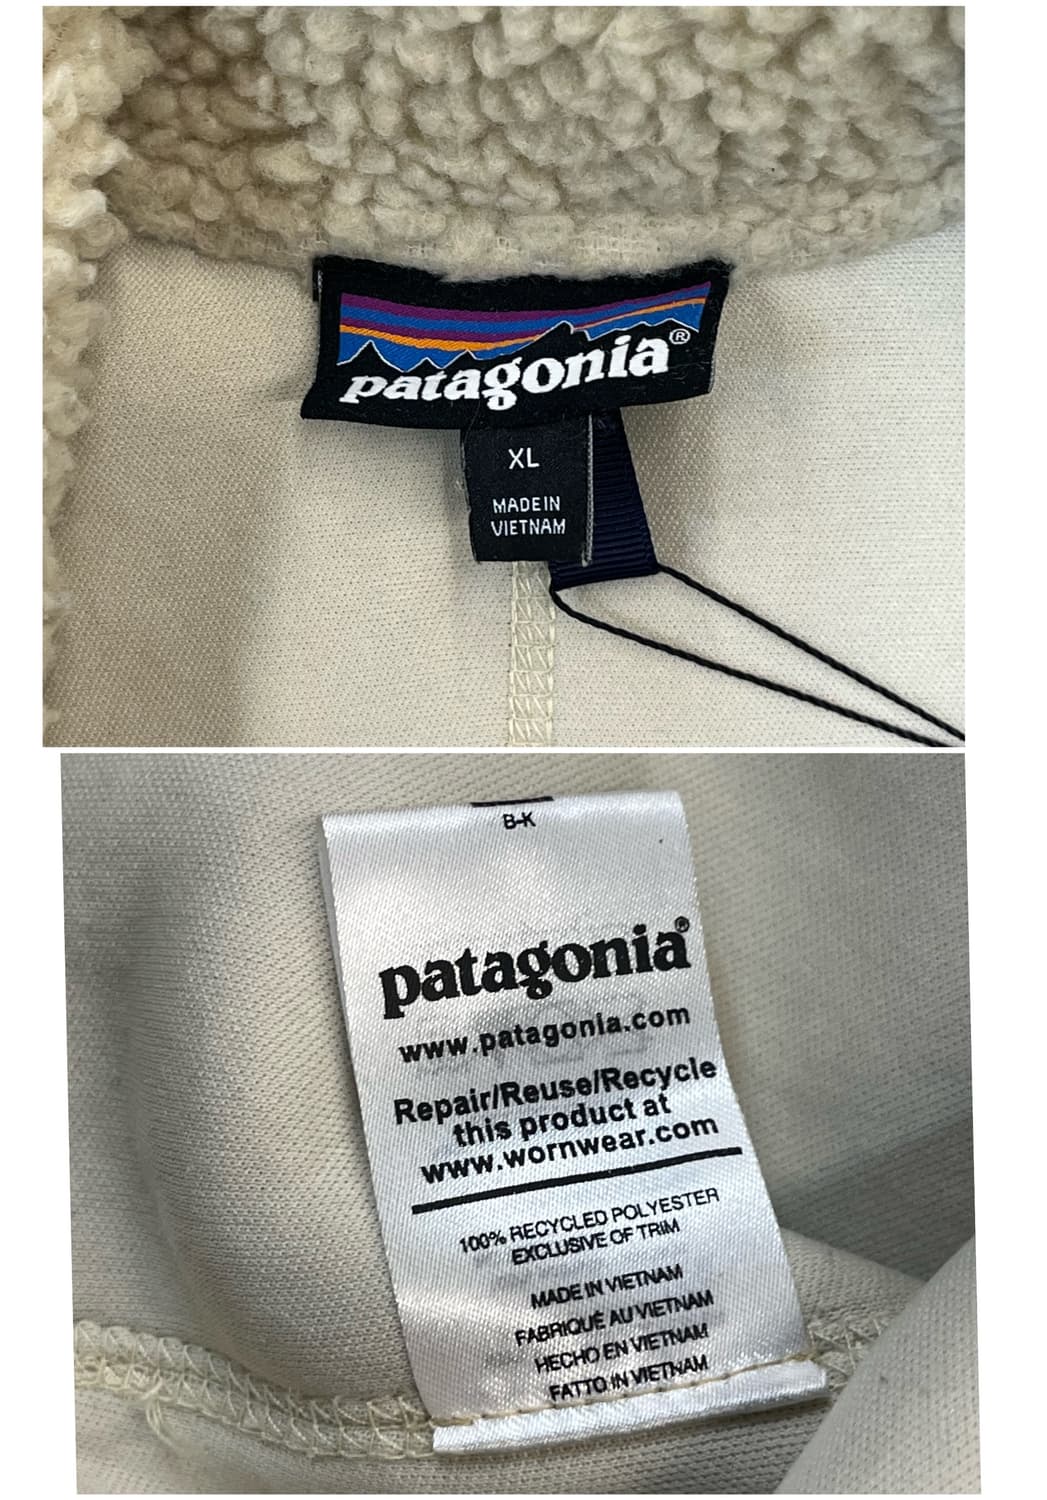 patagonia®
XL
MADE IN
VIETNAM
B-K
patagonia®
www.patagonia.com
Repair/Reuse/Recycle
this product at
www.wornwear.com
100% RECYCLED POLYESTER
EXCLUSIVE OF TRIM
MADE IN VIETNAM
FABRIQUÉ AU VIETNAM
HECHO EN VIETNAM
FATTO IN VIETNAM